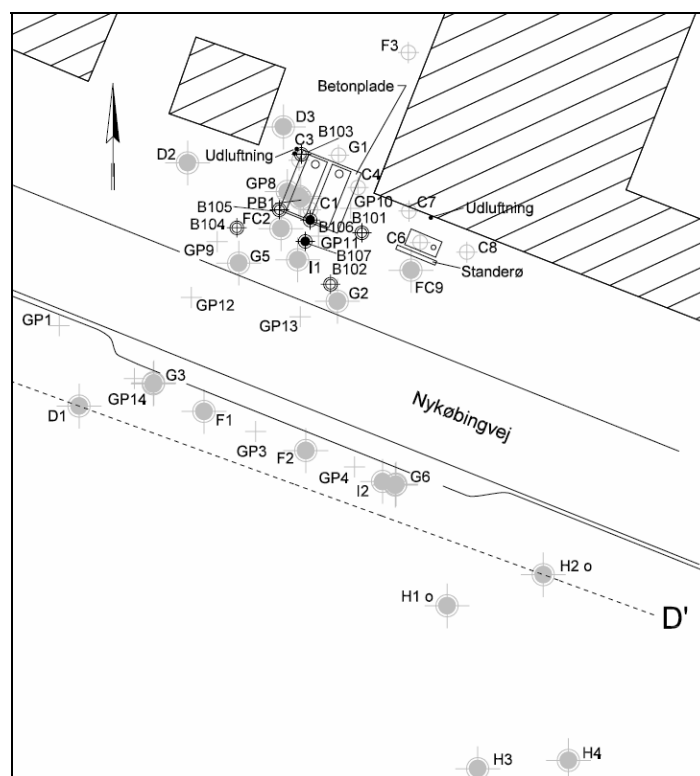 F3
Betonplade
D3
B103
Udluftning
C3
G1
D2
C4
GP8
GP10
PB1
B105
C1
C7
Udluftning
FC2
B106
B101
B104
GP9
GP11
C6
C8
B107
G5
I1
B102
Standerø
FC9
G2
GP12
GP13
GP1
Nykøbingvej
G3
GP14
D1
F1
GP3
F2
GP4
I2
G6
H2 o
H1 o
D'
H3
H4